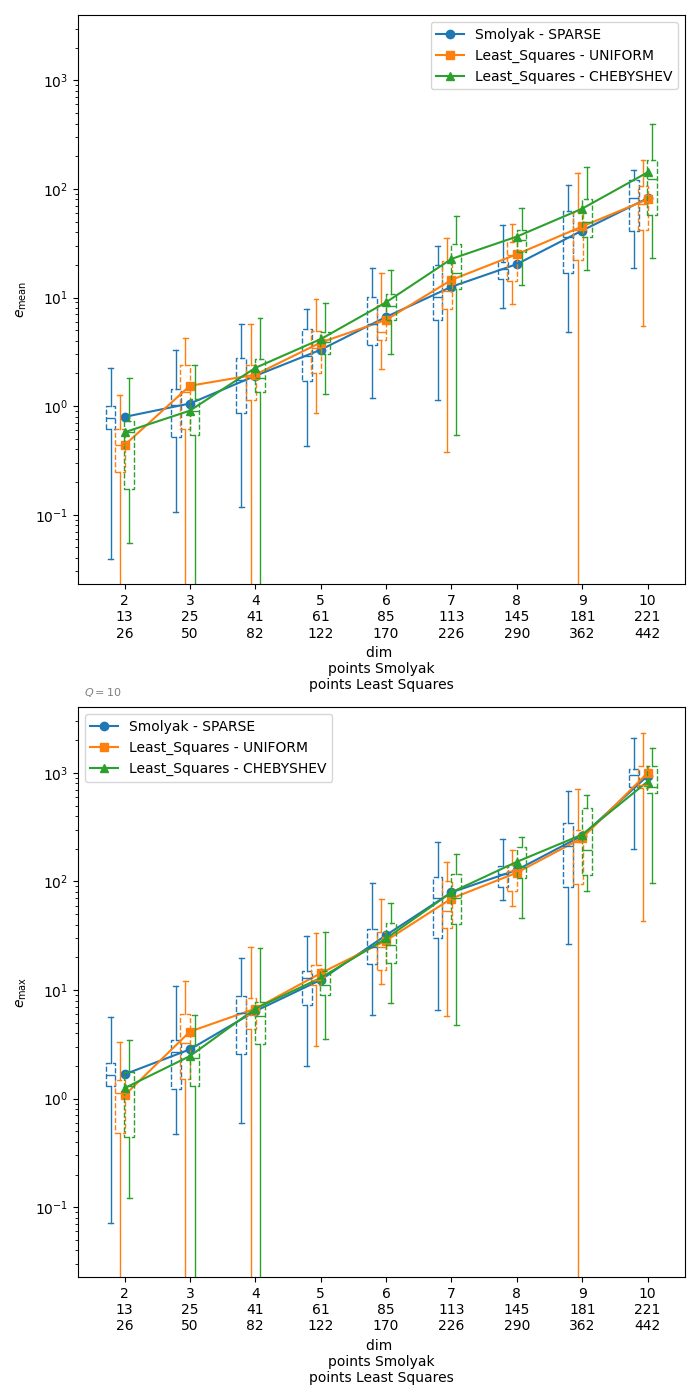 Smolyak - SPARSE
Least_Squares - UNIFORM
Least_Squares - CHEBYSHEV
10³
10²
10¹
10⁰
10⁻¹
e_mean
2 3 4 5 6 7 8 9 10
13 25 41 61 85 113 145 181 221
26 50 82 122 170 226 290 362 442
dim
points Smolyak
points Least Squares
Q = 10
Smolyak - SPARSE
Least_Squares - UNIFORM
Least_Squares - CHEBYSHEV
10³
10²
10¹
10⁰
10⁻¹
e_max
2 3 4 5 6 7 8 9 10
13 25 41 61 85 113 145 181 221
26 50 82 122 170 226 290 362 442
dim
points Smolyak
points Least Squares